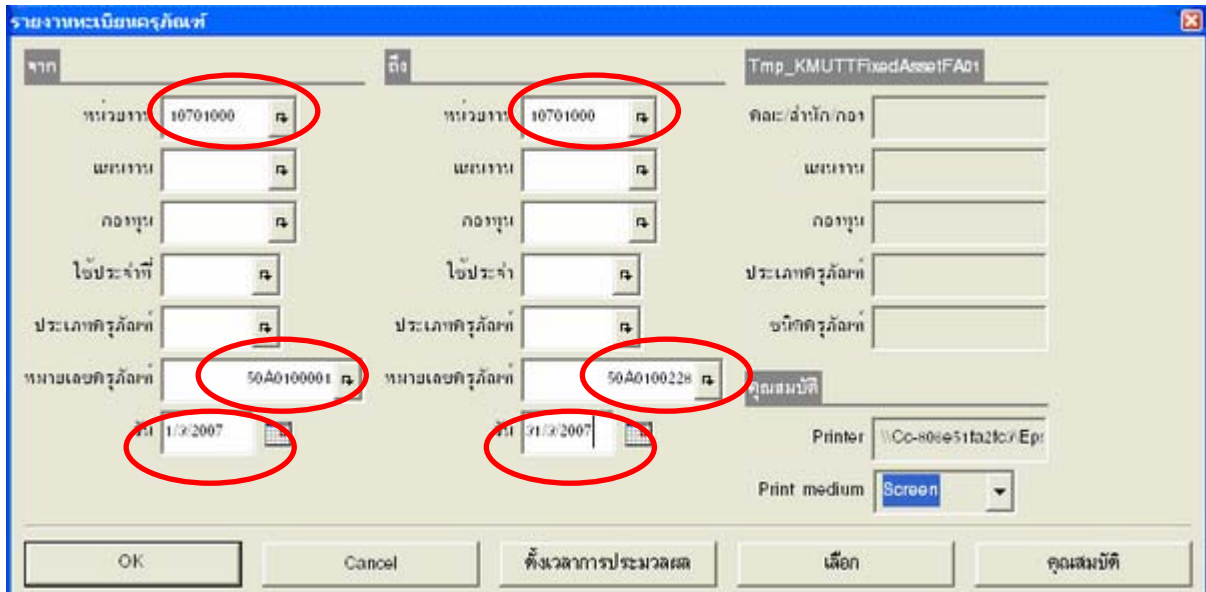 รายงานทะเบียนครุภัณฑ์
จาก ถึง Tmp_KMUTTFixedAssetFA01
หน่วยงาน 10701000 หน่วยงาน 10701000 คณะ/สำนัก/กอง
แผนงาน แผนงาน แผนงาน
กองทุน กองทุน กองทุน
ใช้ประจำที่ ใช้ประจำ ประเภทครุภัณฑ์
ประเภทครุภัณฑ์ ประเภทครุภัณฑ์ ชนิดครุภัณฑ์
หมายเลขครุภัณฑ์ 50A0100001 หมายเลขครุภัณฑ์ 50A0100228 คุณสมบัติ
วัน 1/3/2007 วัน 31/3/2007 Printer
Print medium Screen
OK Cancel ตั้งเวลาการประมวลผล เลือก คุณสมบัติ